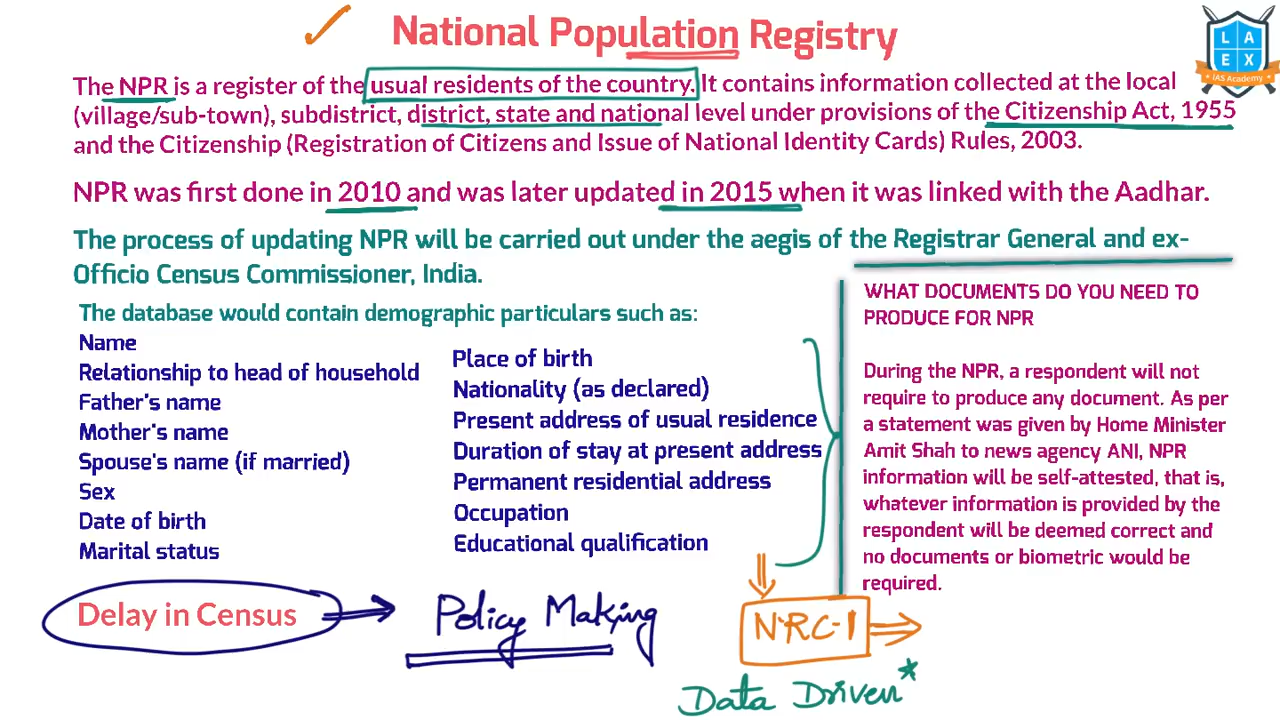 National Population Registry
LA
EX
IAS Academy
The NPR is a register of the usual residents of the country. It contains information collected at the local
(village/sub-town), subdistrict, district, state and national level under provisions of the Citizenship Act, 1955
and the Citizenship (Registration of Citizens and Issue of National Identity Cards) Rules, 2003.
NPR was first done in 2010 and was later updated in 2015 when it was linked with the Aadhar.
The process of updating NPR will be carried out under the aegis of the Registrar General and ex-
Officio Census Commissioner, India.
The database would contain demographic particulars such as:
Name
Relationship to head of household
Father's name
Mother's name
Spouse's name (if married)
Sex
Date of birth
Marital status
Place of birth
Nationality (as declared)
Present address of usual residence
Duration of stay at present address
Permanent residential address
Occupation
Educational qualification
WHAT DOCUMENTS DO YOU NEED TO
PRODUCE FOR NPR
During the NPR, a respondent will not
require to produce any document. As per
a statement was given by Home Minister
Amit Shah to news agency ANI, NPR
information will be self-attested, that is,
whatever information is provided by the
respondent will be deemed correct and
no documents or biometric would be
required.
Delay in Census
Policy Making
NRC-1
Data Driven*